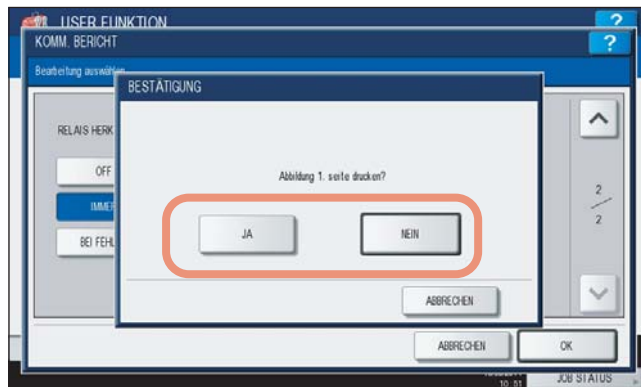 USER FUNKTION
?
KOMM. BERICHT
?
Bearbeitung auswählen
BESTÄTIGUNG
RELAIS HERK
OFF
Abbildung 1. seite drucken?
2
IMMER
2
JA
NEIN
BEI FEHL
ABBRECHEN
ABBRECHEN
OK
10:51
JOB STATUS